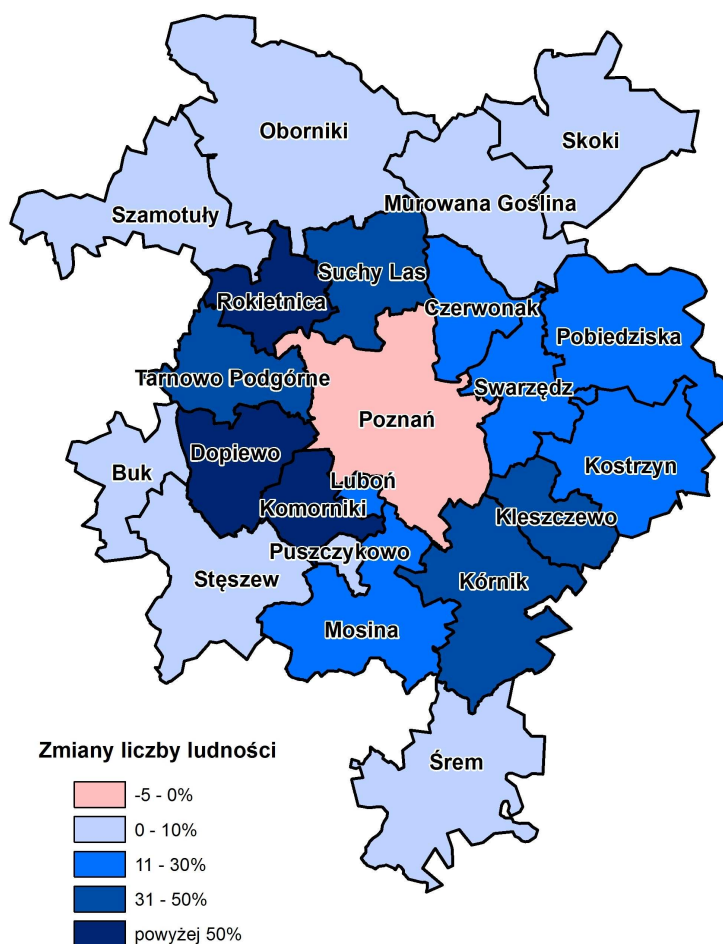 Oborniki
Skoki
Szamotuły
Murowana Goślina
Suchy Las
Rokietnica
Czerwonak
Pobiedziska
Tarnowo Podgórne
Swarzędz
Poznań
Buk
Dopiewo
Luboń
Kostrzyn
Komorniki
Kleszczewo
Puszczykowo
Stęszew
Kórnik
Mosina
Śrem
Zmiany liczby ludności
-5 - 0%
0 - 10%
11 - 30%
31 - 50%
powyżej 50%